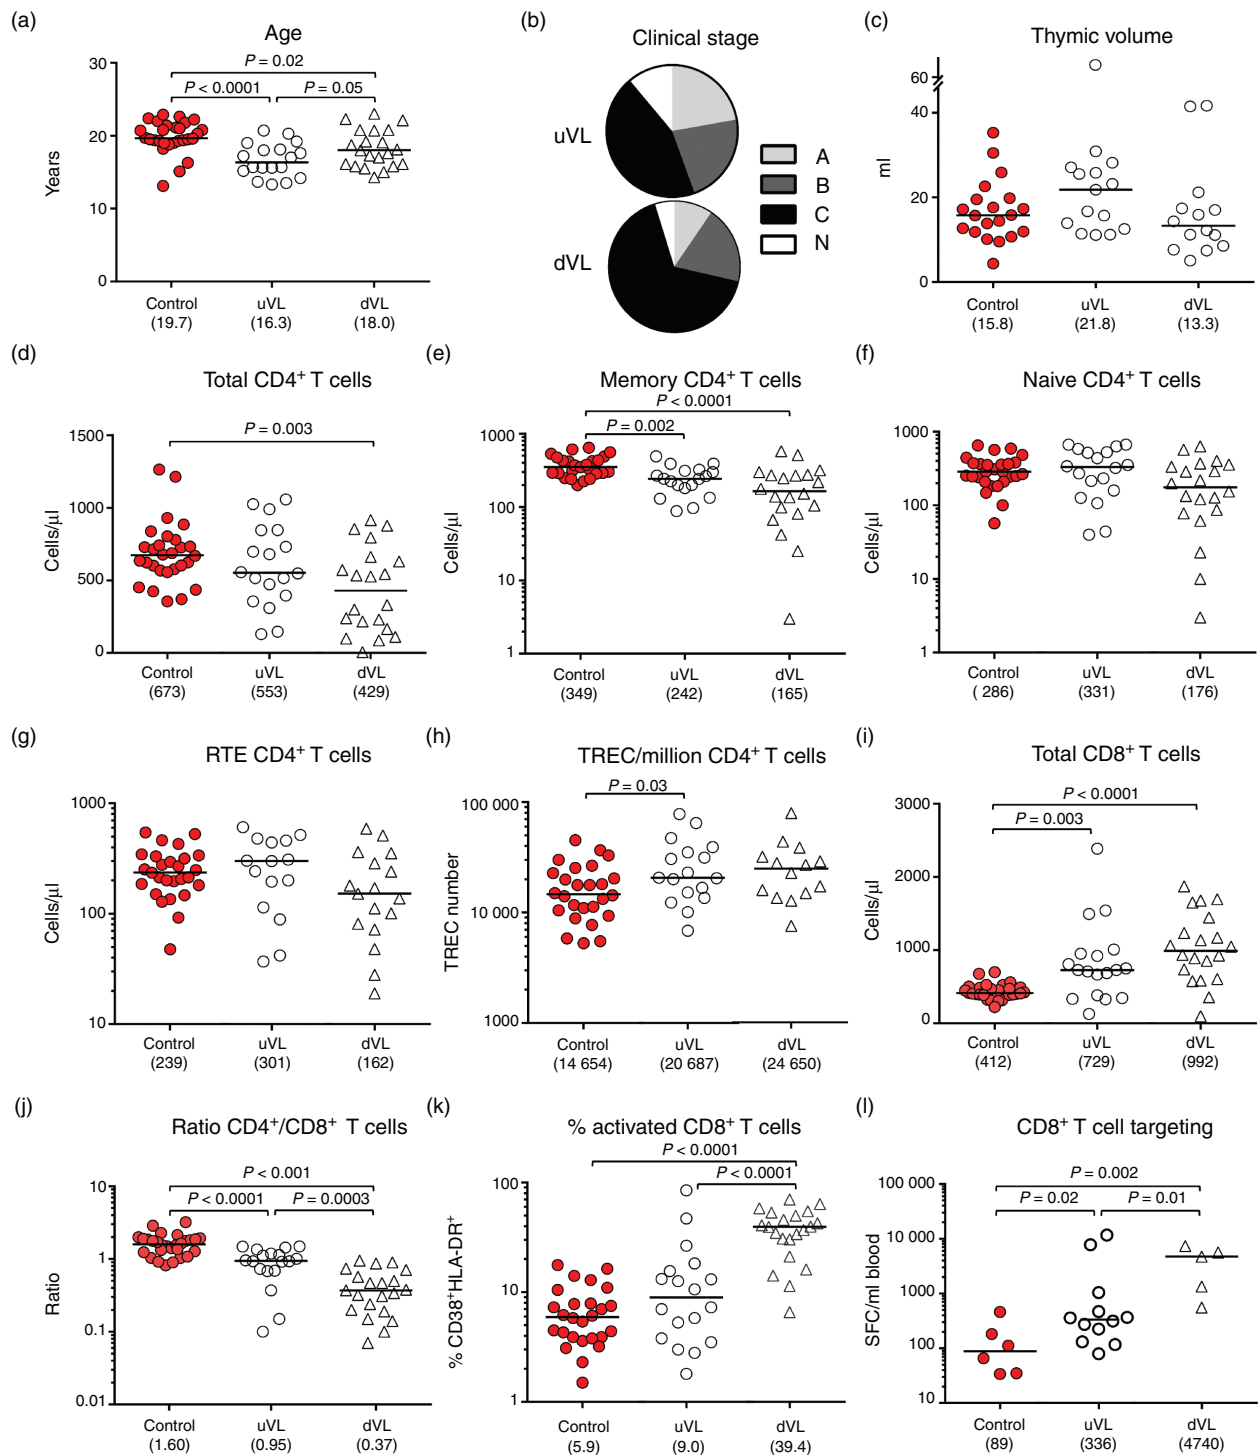 (a)
Age
P = 0.02
P < 0.0001
P = 0.05
30
20
10
0
Years
Control
(19.7)
uVL
(16.3)
dVL
(18.0)
(b)
Clinical stage
uVL
dVL
A
B
C
N
(c)
Thymic volume
60
40
20
0
ml
Control
(15.8)
uVL
(21.8)
dVL
(13.3)
(d)
Total CD4⁺ T cells
P = 0.003
1500
1000
500
0
Cells/μl
Control
(673)
uVL
(553)
dVL
(429)
(e)
Memory CD4⁺ T cells
P < 0.0001
P = 0.002
1000
100
10
1
Cells/μl
Control
(349)
uVL
(242)
dVL
(165)
(f)
Naive CD4⁺ T cells
1000
100
10
1
Cells/μl
Control
( 286)
uVL
(331)
dVL
(176)
(g)
RTE CD4⁺ T cells
1000
100
10
Cells/μl
Control
(239)
uVL
(301)
dVL
(162)
(h)
TREC/million CD4⁺ T cells
P = 0.03
100 000
10 000
1000
TREC number
Control
(14 654)
uVL
(20 687)
dVL
(24 650)
(i)
Total CD8⁺ T cells
P < 0.0001
P = 0.003
3000
2000
1000
0
Cells/μl
Control
(412)
uVL
(729)
dVL
(992)
(j)
Ratio CD4⁺/CD8⁺ T cells
P < 0.001
P < 0.0001
P = 0.0003
10
1
0.1
0.01
Ratio
Control
(1.60)
uVL
(0.95)
dVL
(0.37)
(k)
% activated CD8⁺ T cells
P < 0.0001
P < 0.0001
100
10
1
% CD38⁺HLA-DR⁺
Control
(5.9)
uVL
(9.0)
dVL
(39.4)
(l)
CD8⁺ T cell targeting
P = 0.002
P = 0.02
P = 0.01
100 000
10 000
1000
100
10
SFC/ml blood
Control
(89)
uVL
(336)
dVL
(4740)